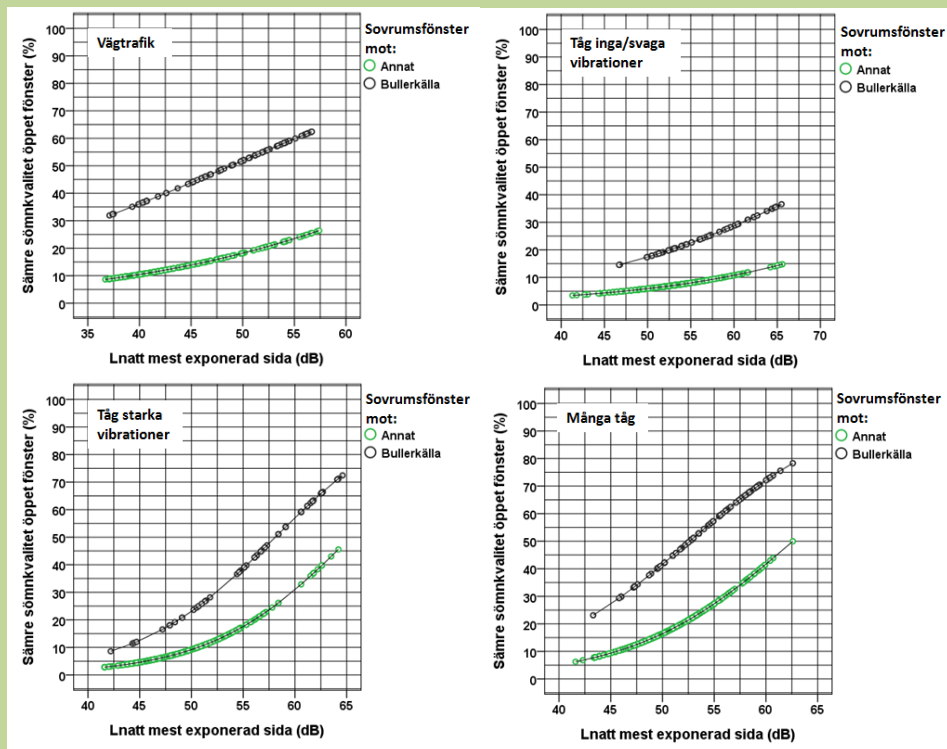 Vägtrafik
Sämre sömnkvalitet öppet fönster (%)
100
90
80
70
60
50
40
30
20
10
0
35
40
45
50
55
60
Lnatt mest exponerad sida (dB)
Sovrumsfönster
mot:
Annat
Bullerkälla
Tåg inga/svaga
vibrationer
Sämre sömnkvalitet öppet fönster (%)
100
90
80
70
60
50
40
30
20
10
0
40
45
50
55
60
65
70
Lnatt mest exponerad sida (dB)
Sovrumsfönster
mot:
Annat
Bullerkälla
Tåg starka
vibrationer
Sämre sömnkvalitet öppet fönster (%)
100
90
80
70
60
50
40
30
20
10
0
40
45
50
55
60
65
Lnatt mest exponerad sida (dB)
Sovrumsfönster
mot:
Annat
Bullerkälla
Många tåg
Sämre sömnkvalitet öppet fönster (%)
100
90
80
70
60
50
40
30
20
10
0
40
45
50
55
60
65
Lnatt mest exponerad sida (dB)
Sovrumsfönster
mot:
Annat
Bullerkälla